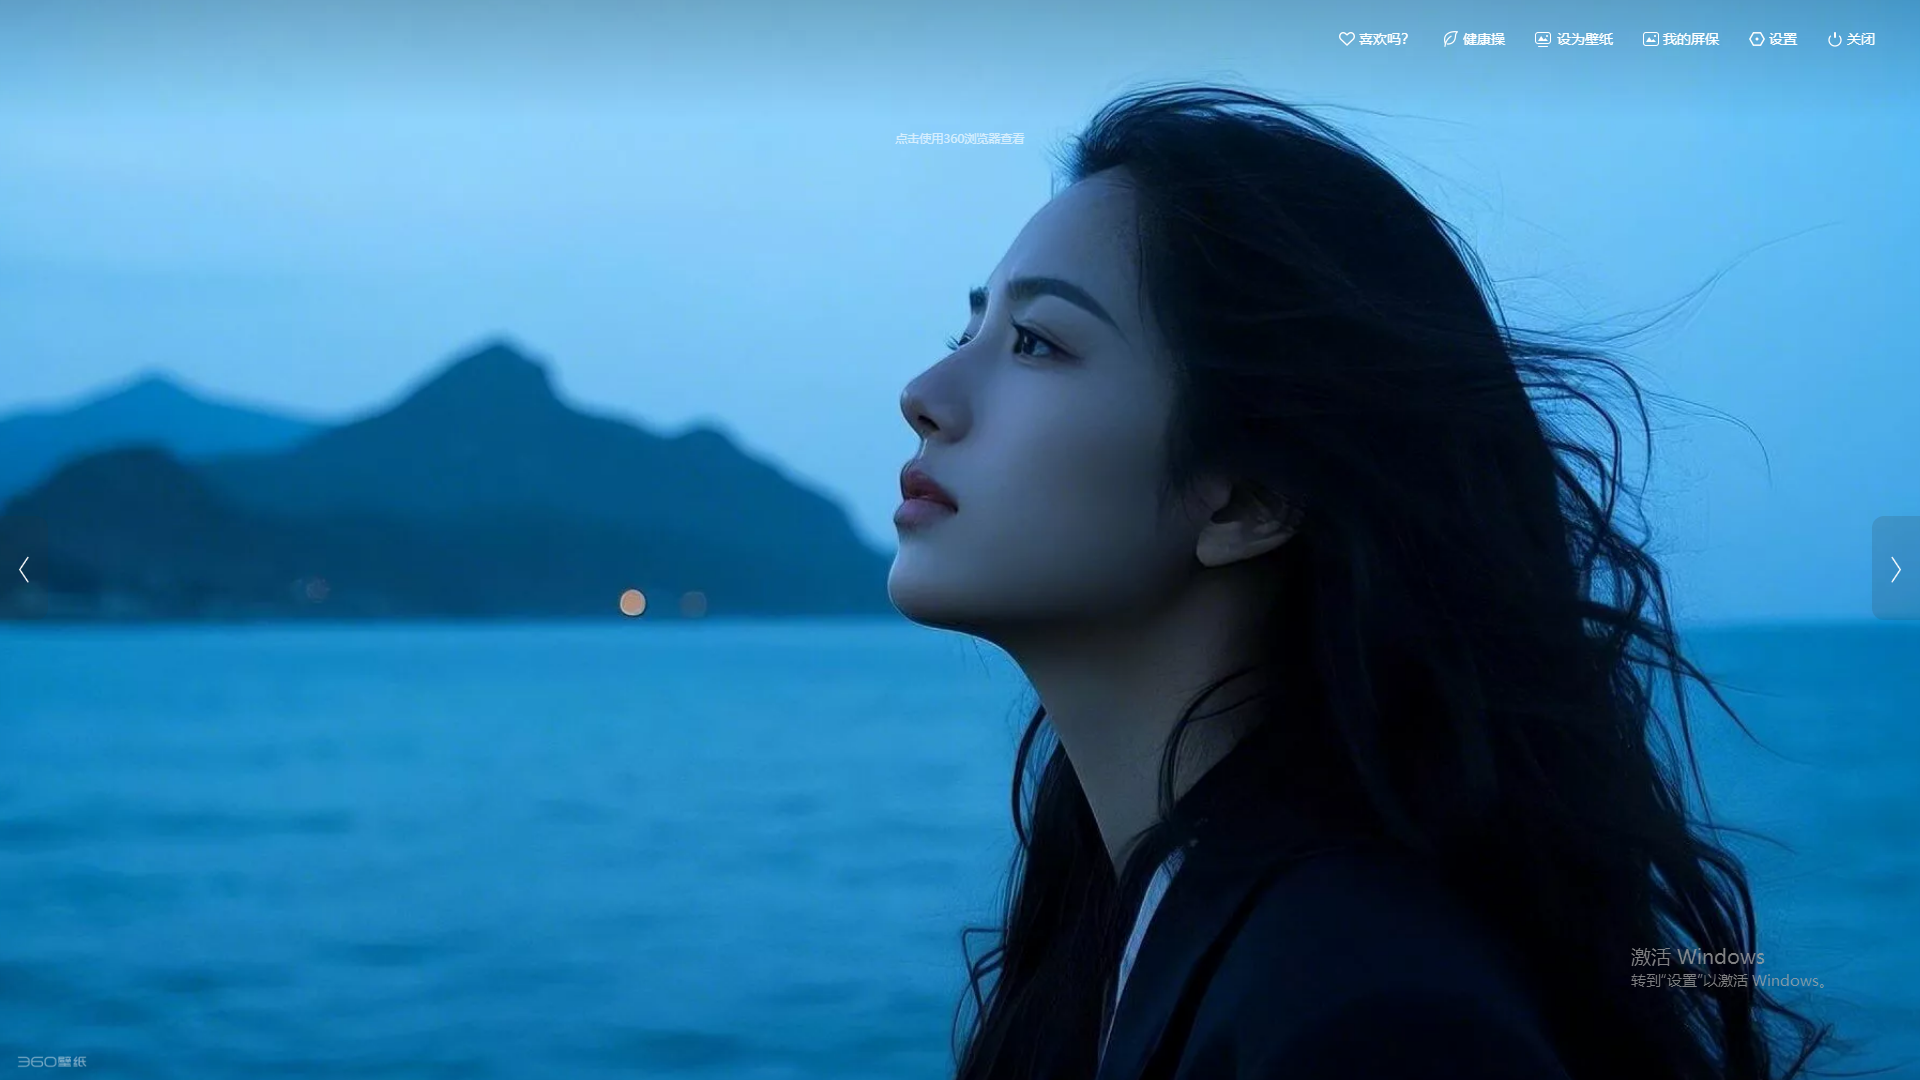 喜欢吗?
健康操
设为壁纸
我的屏保
设置
关闭
点击使用360浏览器查看
激活 Windows
转到"设置"以激活 Windows。
360壁纸